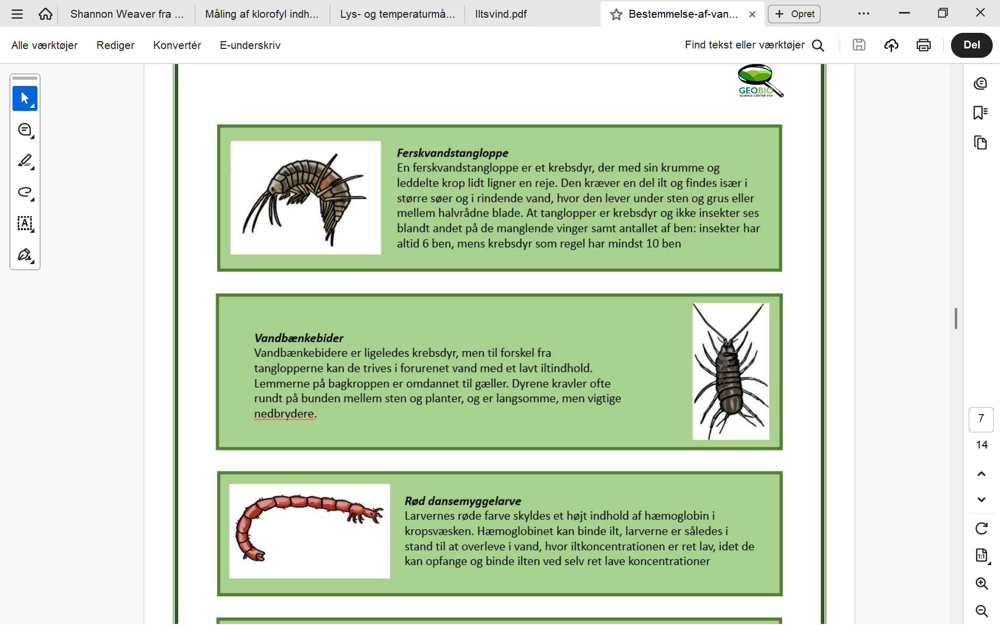 Shannon Weaver fra ...
Måling af klorofyl indh...
Lys- og temperaturmå...
Iltsvind.pdf
Bestemmelse-af-van...
Opret
Alle værktøjer
Rediger
Konvertér
E-underskriv
Find tekst eller værktøjer
Del
GEOBIO
SCIENCE CENTER SYD
Ferskvandstangloppe
En ferskvandstangloppe er et krebsdyr, der med sin krumme og
leddelte krop lidt ligner en reje. Den kræver en del ilt og findes især i
større søer og i rindende vand, hvor den lever under sten og grus eller
mellem halvrådne blade. At tanglopper er krebsdyr og ikke insekter ses
blandt andet på de manglende vinger samt antallet af ben: insekter har
altid 6 ben, mens krebsdyr som regel har mindst 10 ben
Vandbænkebider
Vandbænkebidere er ligeledes krebsdyr, men til forskel fra
tanglopperne kan de trives i forurenet vand med et lavt iltindhold.
Lemmerne på bagkroppen er omdannet til gæller. Dyrene kravler ofte
rundt på bunden mellem sten og planter, og er langsomme, men vigtige
nedbrydere.
Rød dansemyggelarve
Larvernes røde farve skyldes et højt indhold af hæmoglobin i
kropsvæsken. Hæmoglobinet kan binde ilt, larverne er således i
stand til at overleve i vand, hvor iltkoncentrationen er ret lav, idet de
kan opfange og binde ilten ved selv ret lave koncentrationer
7
14
1:1